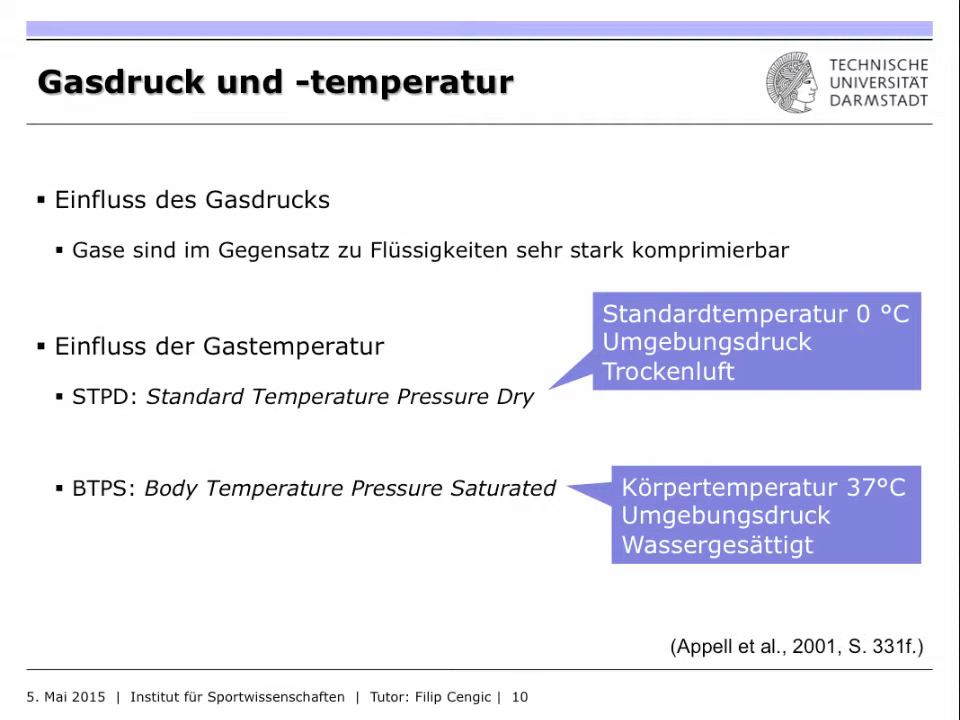 Gasdruck und -temperatur
TECHNISCHE
UNIVERSITÄT
DARMSTADT
▪ Einfluss des Gasdrucks
▪ Gase sind im Gegensatz zu Flüssigkeiten sehr stark komprimierbar
▪ Einfluss der Gastemperatur
▪ STPD: Standard Temperature Pressure Dry
Standardtemperatur 0 °C
Umgebungsdruck
Trockenluft
▪ BTPS: Body Temperature Pressure Saturated
Körpertemperatur 37°C
Umgebungsdruck
Wassergesättigt
(Appell et al., 2001, S. 331f.)
5. Mai 2015 | Institut für Sportwissenschaften | Tutor: Filip Cengic | 10